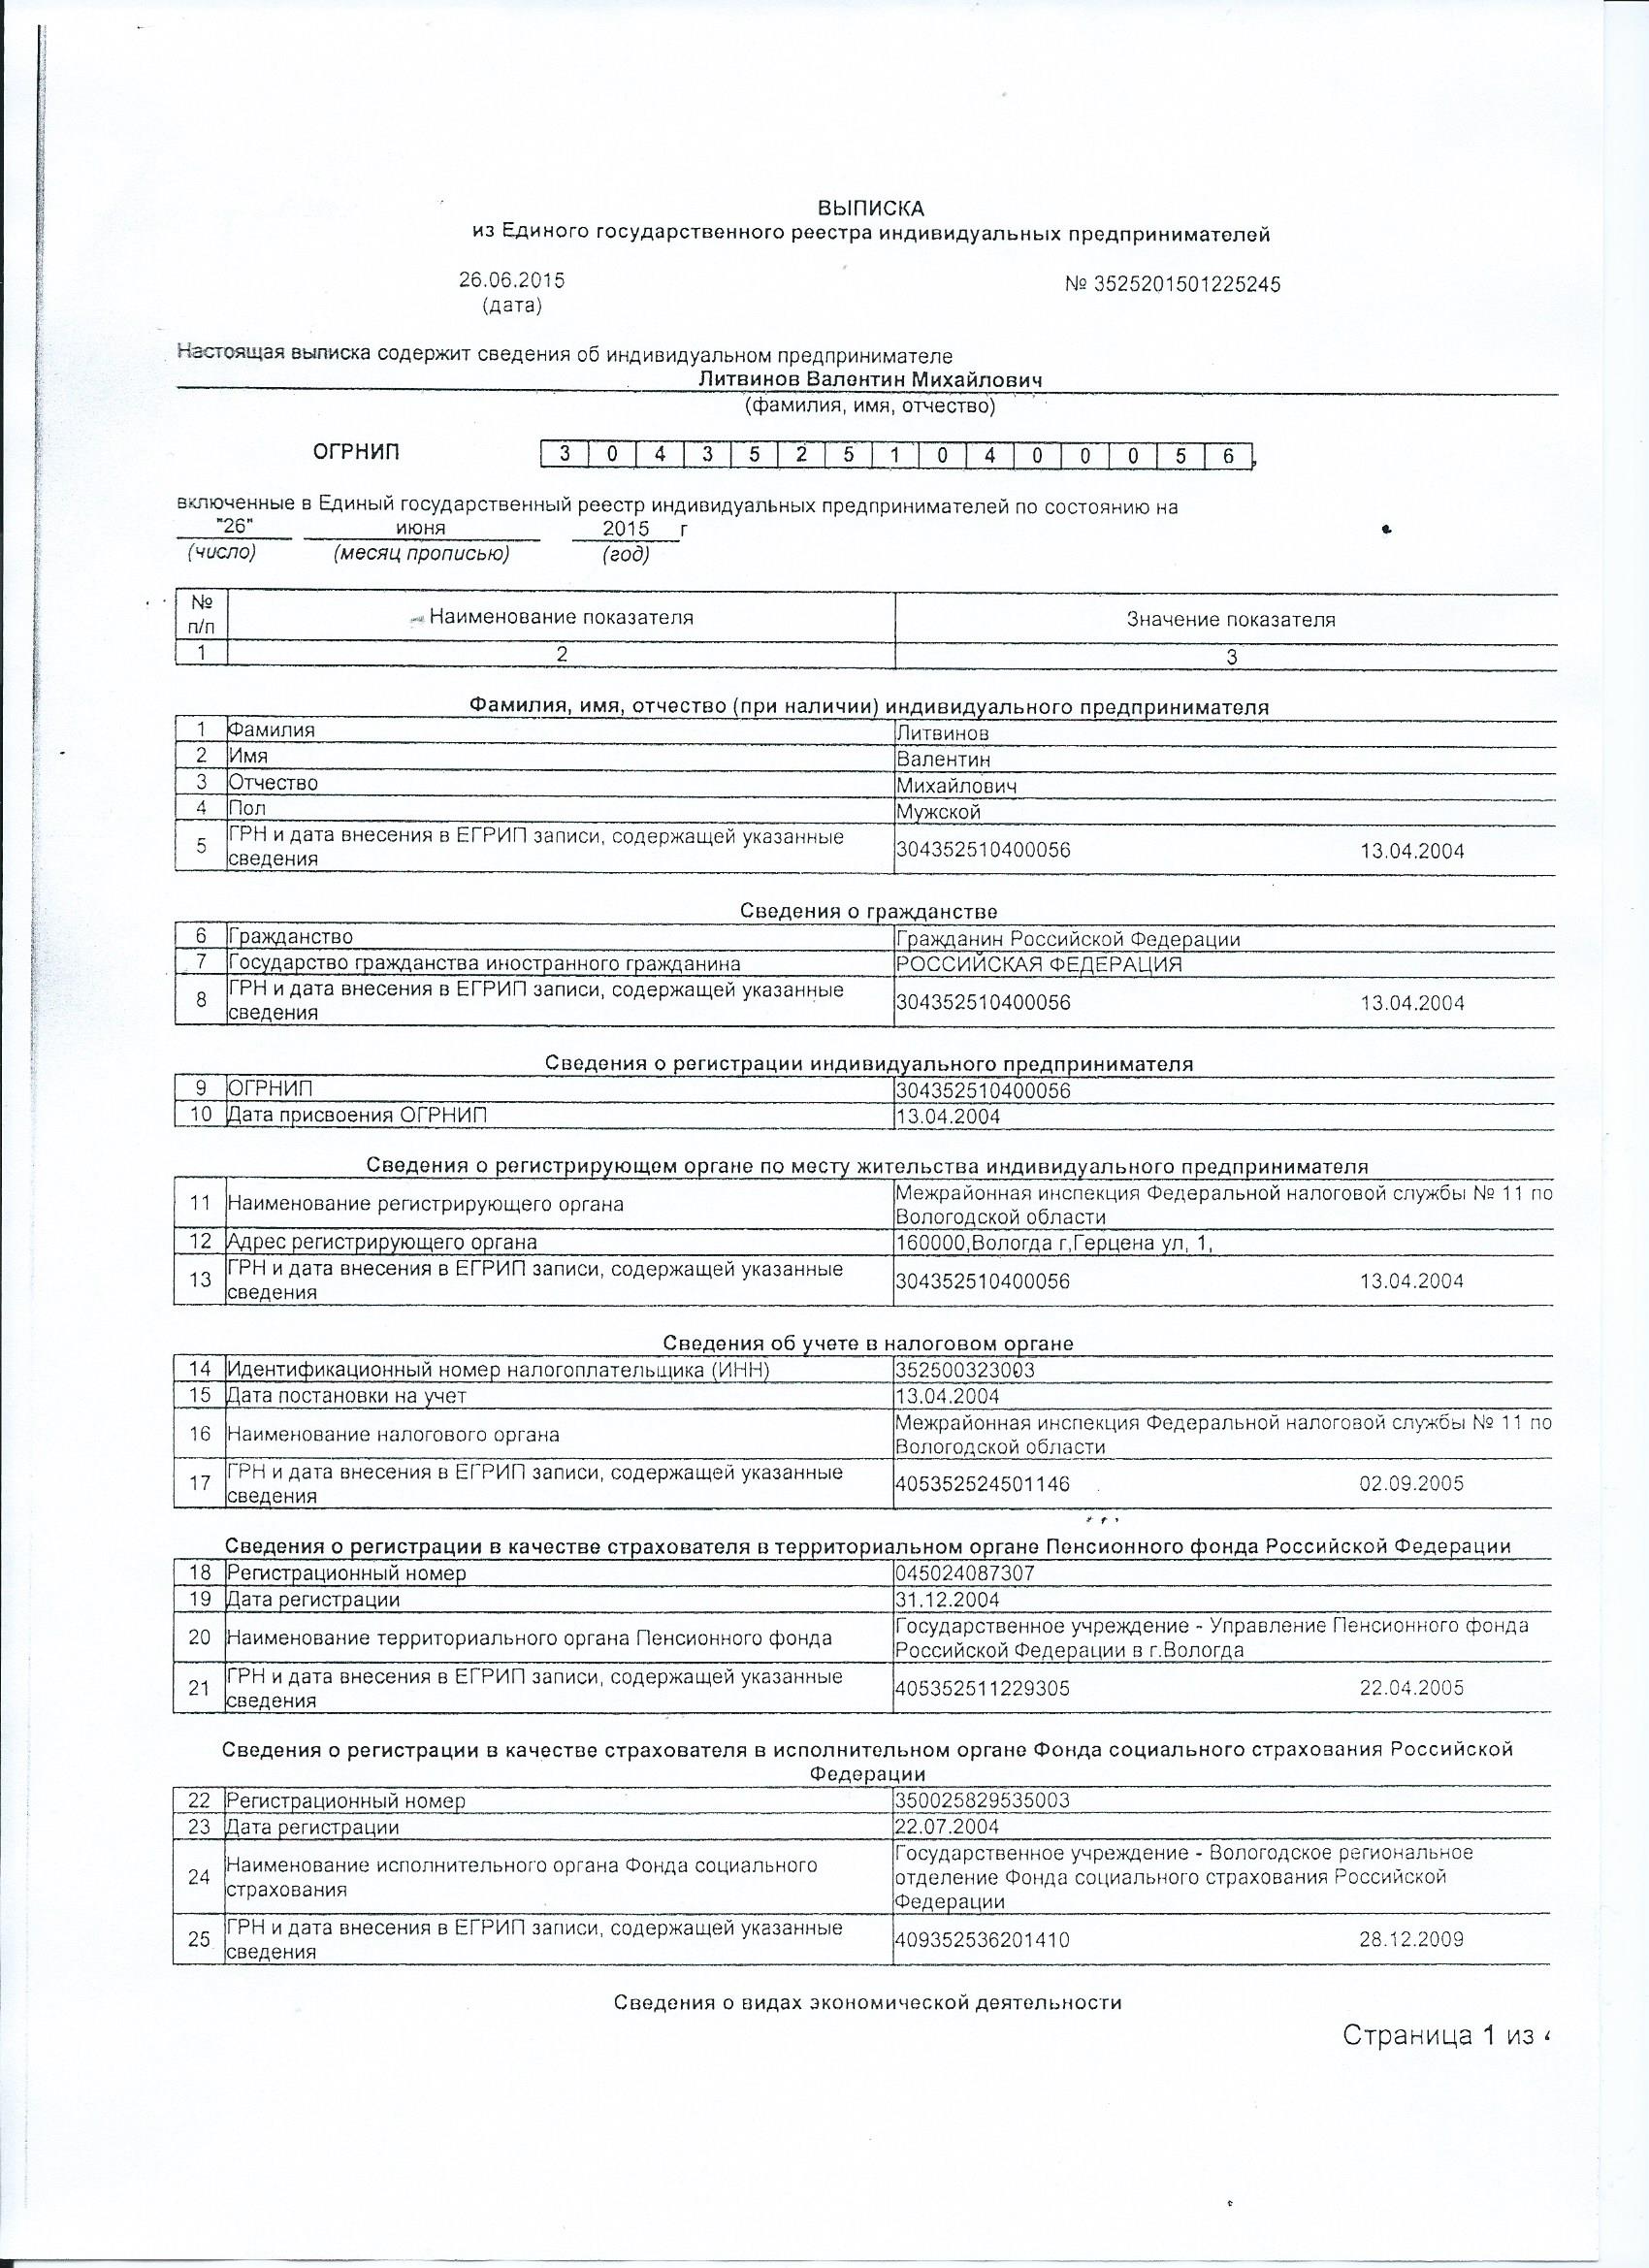 ВЫПИСКА
из Единого государственного реестра индивидуальных предпринимателей
26.06.2015 № 3525201501225245
(дата)
Настоящая выписка содержит сведения об индивидуальном предпринимателе
Литвинов Валентин Михайлович
(фамилия, имя, отчество)
ОГРНИП 3 0 4 3 5 2 5 1 0 4 0 0 0 5 6,
включенные в Единый государственный реестр индивидуальных предпринимателей по состоянию на
"26" июня 2015 г
(число) (месяц прописью) (год)
№ п/п Наименование показателя Значение показателя
1 2 3
Фамилия, имя, отчество (при наличии) индивидуального предпринимателя
1 Фамилия Литвинов
2 Имя Валентин
3 Отчество Михайлович
4 Пол Мужской
5 ГРН и дата внесения в ЕГРИП записи, содержащей указанные
сведения 304352510400056 13.04.2004
Сведения о гражданстве
6 Гражданство Гражданин Российской Федерации
7 Государство гражданства иностранного гражданина РОССИЙСКАЯ ФЕДЕРАЦИЯ
8 ГРН и дата внесения в ЕГРИП записи, содержащей указанные
сведения 304352510400056 13.04.2004
Сведения о регистрации индивидуального предпринимателя
9 ОГРНИП 304352510400056
10 Дата присвоения ОГРНИП 13.04.2004
Сведения о регистрирующем органе по месту жительства индивидуального предпринимателя
11 Наименование регистрирующего органа Межрайонная инспекция Федеральной налоговой службы № 11 по
Вологодской области
12 Адрес регистрирующего органа 160000,Вологда г,Герцена ул, 1,
13 ГРН и дата внесения в ЕГРИП записи, содержащей указанные
сведения 304352510400056 13.04.2004
Сведения об учете в налоговом органе
14 Идентификационный номер налогоплательщика (ИНН) 352500323003
15 Дата постановки на учет 13.04.2004
16 Наименование налогового органа Межрайонная инспекция Федеральной налоговой службы № 11 по
Вологодской области
17 ГРН и дата внесения в ЕГРИП записи, содержащей указанные
сведения 405352524501146 02.09.2005
Сведения о регистрации в качестве страхователя в территориальном органе Пенсионного фонда Российской Федерации
18 Регистрационный номер 045024087307
19 Дата регистрации 31.12.2004
20 Наименование территориального органа Пенсионного фонда Государственное учреждение - Управление Пенсионного фонда
Российской Федерации в г.Вологда
21 ГРН и дата внесения в ЕГРИП записи, содержащей указанные
сведения 405352511229305 22.04.2005
Сведения о регистрации в качестве страхователя в исполнительном органе Фонда социального страхования Российской
Федерации
22 Регистрационный номер 350025829535003
23 Дата регистрации 22.07.2004
24 Наименование исполнительного органа Фонда социального
страхования Государственное учреждение - Вологодское региональное
отделение Фонда социального страхования Российской
Федерации
25 ГРН и дата внесения в ЕГРИП записи, содержащей указанные
сведения 409352536201410 28.12.2009
Сведения о видах экономической деятельности
Страница 1 из